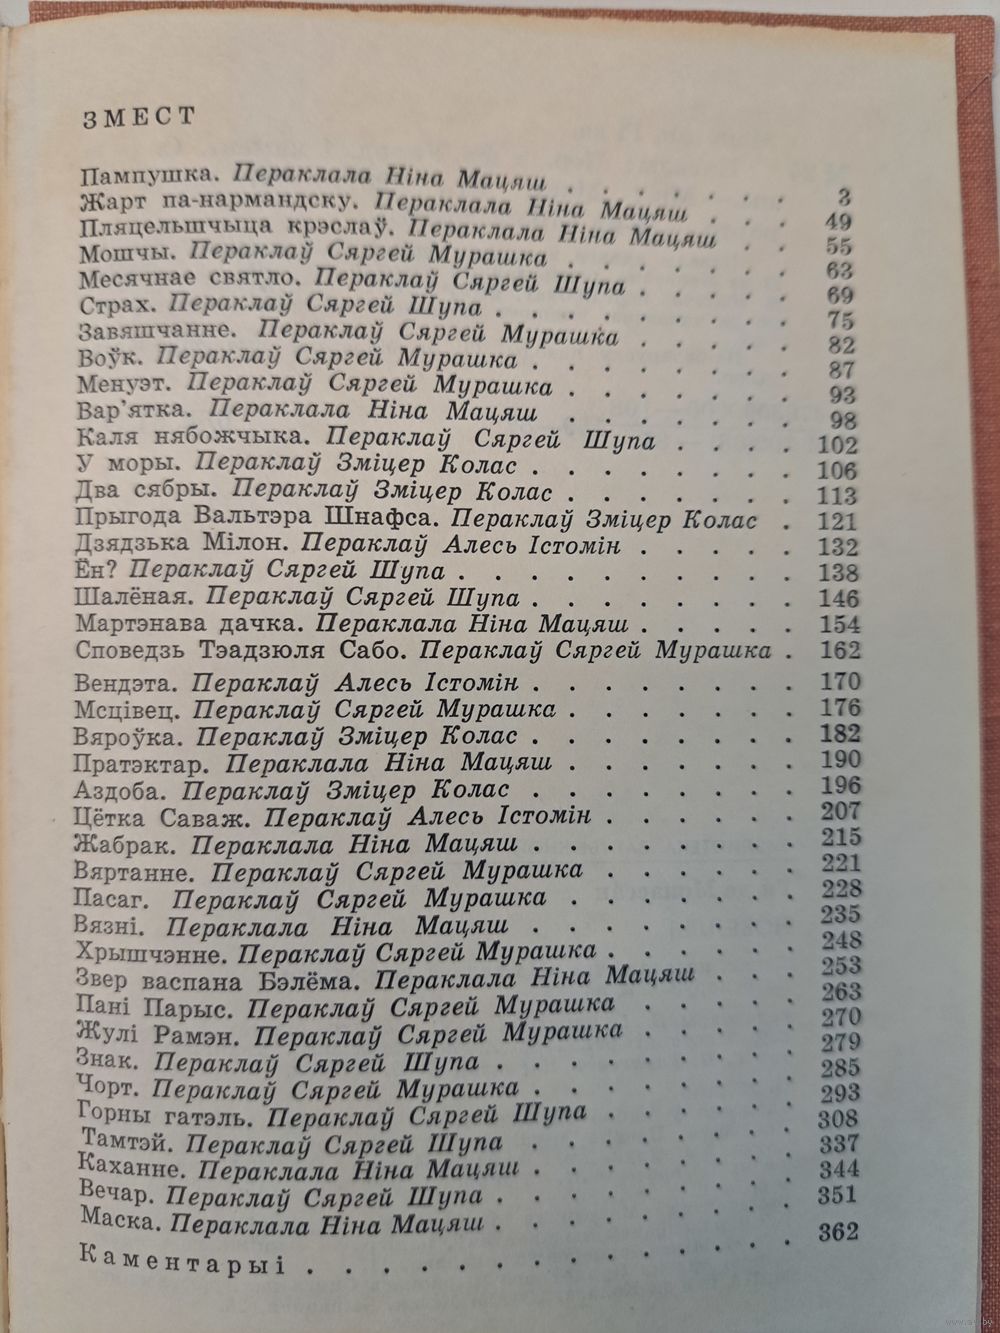 ЗМЕСТ
Пампушка. Пераклала Ніна Мацяш . . . . . . 3
Жарт па-нармандску. Пераклала Ніна Мацяш . . . 49
Пляцельшчыца крэслаў. Пераклала Ніна Мацяш . . 55
Мошчы. Пераклаў Сяргей Мурашка . . . . . . 63
Месячнае святло. Пераклаў Сяргей Шупа . . . . . 69
Страх. Пераклаў Сяргей Шупа . . . . . . . . 75
Завяшчанне. Пераклаў Сяргей Мурашка . . . . . 82
Воўк. Пераклаў Сяргей Мурашка . . . . . . . 87
Менуэт. Пераклаў Сяргей Мурашка . . . . . . . 93
Вар’ятка. Пераклала Ніна Мацяш . . . . . . . 98
Каля нябожчыка. Пераклаў Сяргей Шупа . . . . 102
У моры. Пераклаў Зміцер Колас . . . . . . . . 106
Два сябры. Пераклаў Зміцер Колас . . . . . . . 113
Прыгода Вальтэра Шнафса. Пераклаў Зміцер Колас . 121
Дзядзька Мілон. Пераклаў Алесь Істомін . . . . . 132
Ён? Пераклаў Сяргей Шупа . . . . . . . . . . 138
Шалёная. Пераклаў Сяргей Шупа . . . . . . . . 146
Мартэнава дачка. Пераклала Ніна Мацяш . . . . . 154
Споведзь Тэадзюля Сабо. Пераклаў Сяргей Мурашка . 162
Вендэта. Пераклаў Алесь Істомін . . . . . . . . 170
Мсцівец. Пераклаў Сяргей Мурашка . . . . . . . 176
Вяроўка. Пераклаў Зміцер Колас . . . . . . . . 182
Пратэктар. Пераклала Ніна Мацяш . . . . . . . 190
Аздоба. Пераклаў Зміцер Колас . . . . . . . . 196
Цётка Саваж. Пераклаў Алесь Істомін . . . . . . 207
Жабрак. Пераклала Ніна Мацяш . . . . . . . . 215
Вяртанне. Пераклаў Сяргей Мурашка . . . . . . 221
Пасаг. Пераклаў Сяргей Мурашка . . . . . . . 228
Вязні. Пераклала Ніна Мацяш . . . . . . . . 235
Хрышчэнне. Пераклаў Сяргей Мурашка . . . . . . 248
Звер васпана Бэлёма. Пераклала Ніна Мацяш . . . 253
Пані Парыс. Пераклаў Сяргей Мурашка . . . . . 263
Жулі Рамэн. Пераклаў Сяргей Мурашка . . . . . 270
Знак. Пераклаў Сяргей Шупа . . . . . . . . . 279
Чорт. Пераклаў Сяргей Мурашка . . . . . . . . 285
Горны гатэль. Пераклаў Сяргей Шупа . . . . . . 293
Тамтэй. Пераклаў Сяргей Шупа . . . . . . . . 308
Каханне. Пераклала Ніна Мацяш . . . . . . . . 337
Вечар. Пераклаў Сяргей Шупа . . . . . . . . . 344
Маска. Пераклала Ніна Мацяш . . . . . . . . . 351
Каментарыі . . . . . . . . . . . . . . 362